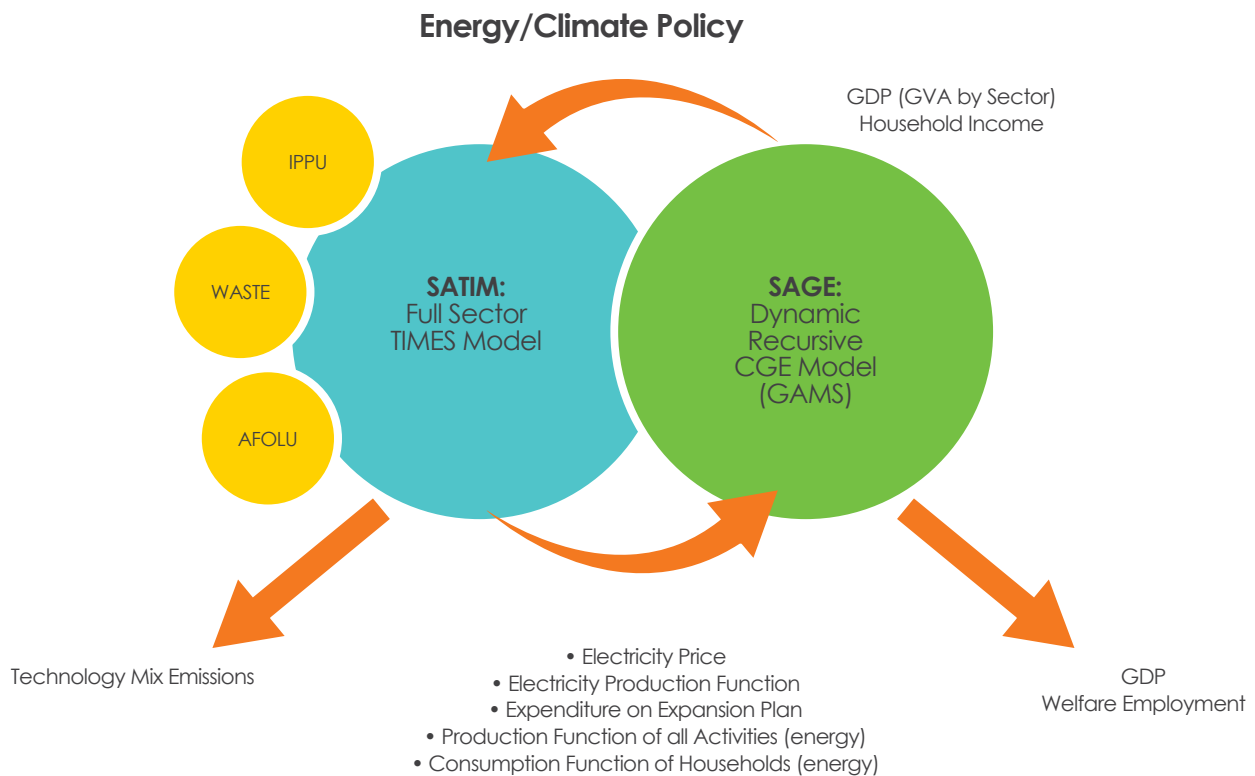 Energy/Climate Policy
GDP (GVA by Sector)
Household Income
IPPU
WASTE
AFOLU
SATIM:
Full Sector
TIMES Model
SAGE:
Dynamic
Recursive
CGE Model
(GAMS)
Technology Mix Emissions
• Electricity Price
• Electricity Production Function
• Expenditure on Expansion Plan
• Production Function of all Activities (energy)
• Consumption Function of Households (energy)
GDP
Welfare Employment